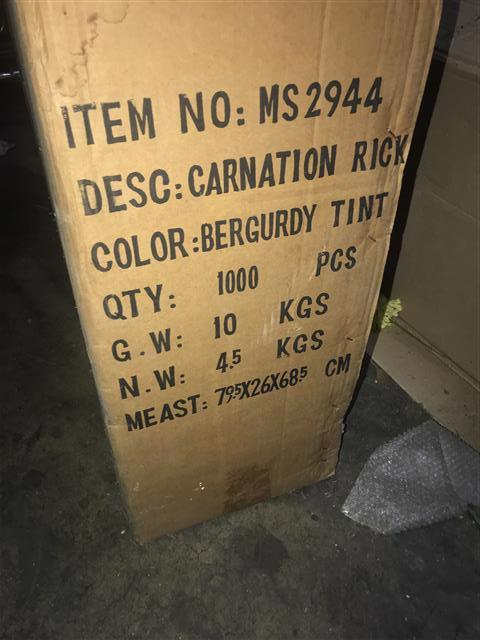 ITEM NO: MS2944
DESC: CARNATION RICK
COLOR: BERGURDY TINT
QTY: 1000 PCS
G.W: 10 KGS
N.W: 4.5 KGS
MEAST: 79.5X26X68.5 CM